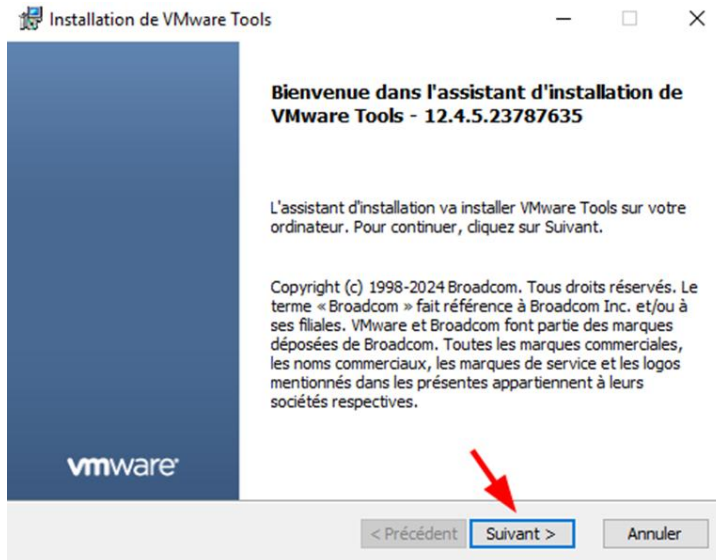 Installation de VMware Tools
Bienvenue dans l'assistant d'installation de
VMware Tools - 12.4.5.23787635
L'assistant d'installation va installer VMware Tools sur votre
ordinateur. Pour continuer, cliquez sur Suivant.
Copyright (c) 1998-2024 Broadcom. Tous droits réservés. Le
terme « Broadcom » fait référence à Broadcom Inc. et/ou à
ses filiales. VMware et Broadcom font partie des marques
déposées de Broadcom. Toutes les marques commerciales,
les noms commerciaux, les marques de service et les logos
mentionnés dans les présentes appartiennent à leurs
sociétés respectives.
vmware
< Précédent Suivant > Annuler